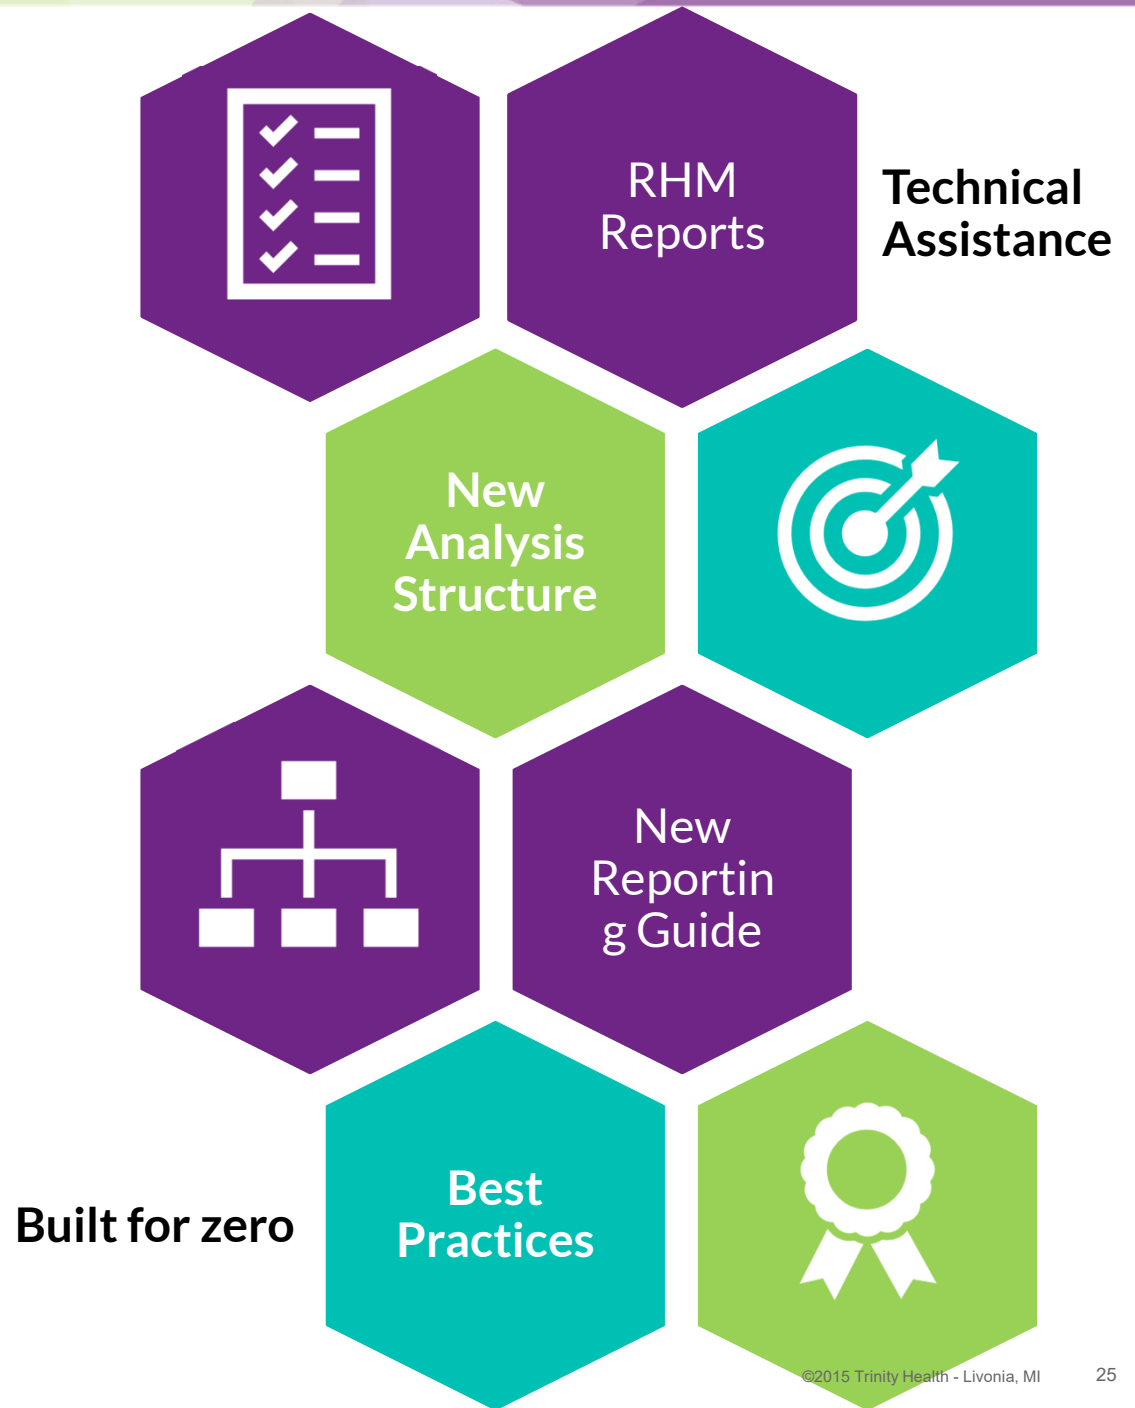 RHM
Reports
Technical
Assistance
New
Analysis
Structure
New
Reportin
g Guide
Best
Practices
Built for zero
©2015 Trinity Health - Livonia, MI
25